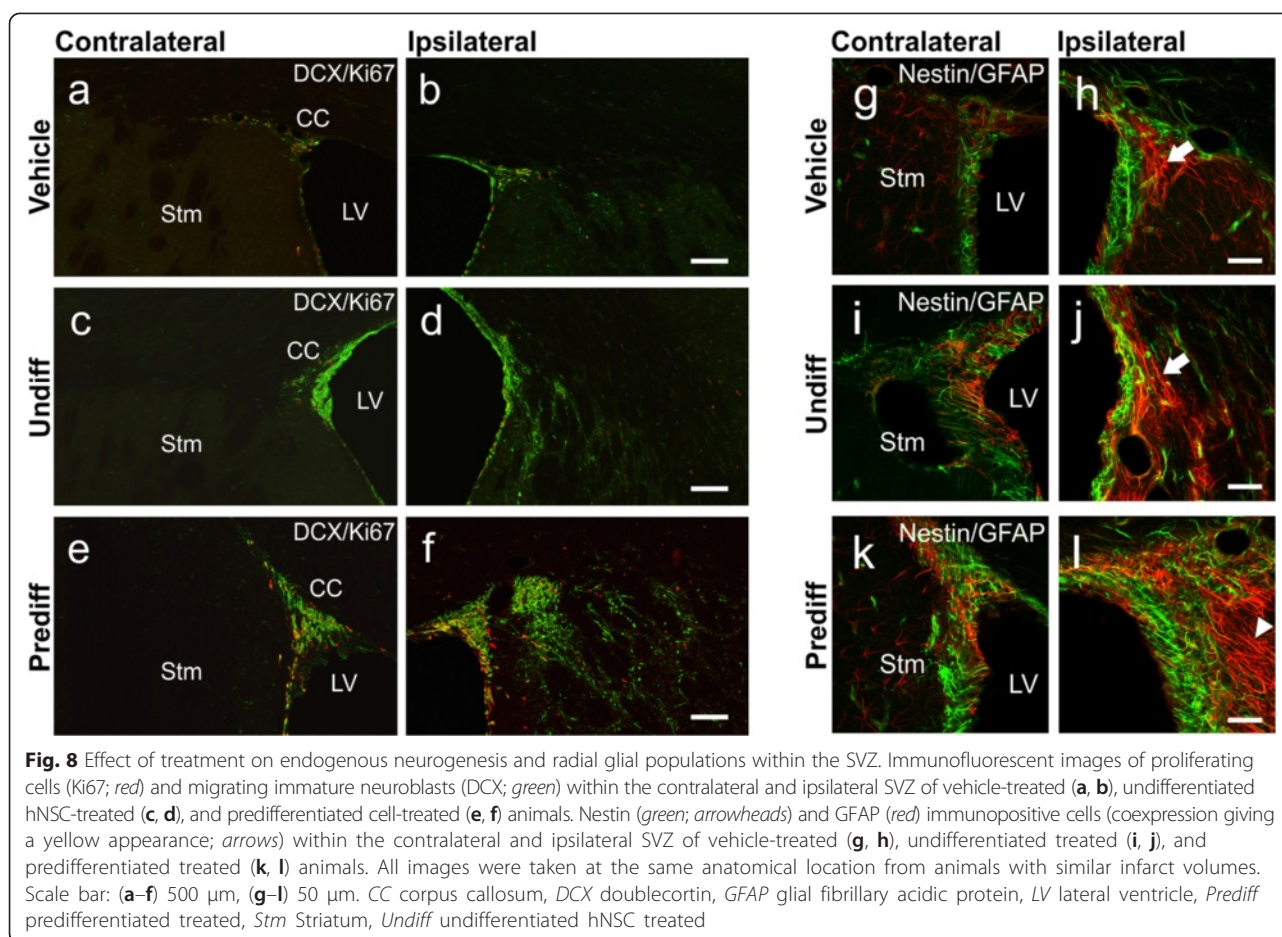 Contralateral Ipsilateral Contralateral Ipsilateral
Vehicle
a DCX/Ki67 CC Stm LV
b
g Nestin/GFAP Stm LV
h
Undiff
c DCX/Ki67 CC Stm LV
d
Undiff
i Nestin/GFAP Stm LV
j
Prediff
e DCX/Ki67 CC Stm LV
f
Prediff
k Nestin/GFAP Stm LV
l
Vehicle
Fig. 8 Effect of treatment on endogenous neurogenesis and radial glial populations within the SVZ. Immunofluorescent images of proliferating
cells (Ki67; red) and migrating immature neuroblasts (DCX; green) within the contralateral and ipsilateral SVZ of vehicle-treated (a, b), undifferentiated
hNSC-treated (c, d), and predifferentiated cell-treated (e, f) animals. Nestin (green; arrowheads) and GFAP (red) immunopositive cells (coexpression giving
a yellow appearance; arrows) within the contralateral and ipsilateral SVZ of vehicle-treated (g, h), undifferentiated treated (i, j), and
predifferentiated treated (k, l) animals. All images were taken at the same anatomical location from animals with similar infarct volumes.
Scale bar: (a–f) 500 µm, (g–l) 50 µm. CC corpus callosum, DCX doublecortin, GFAP glial fibrillary acidic protein, LV lateral ventricle, Prediff
predifferentiated treated, Stm Striatum, Undiff undifferentiated hNSC treated